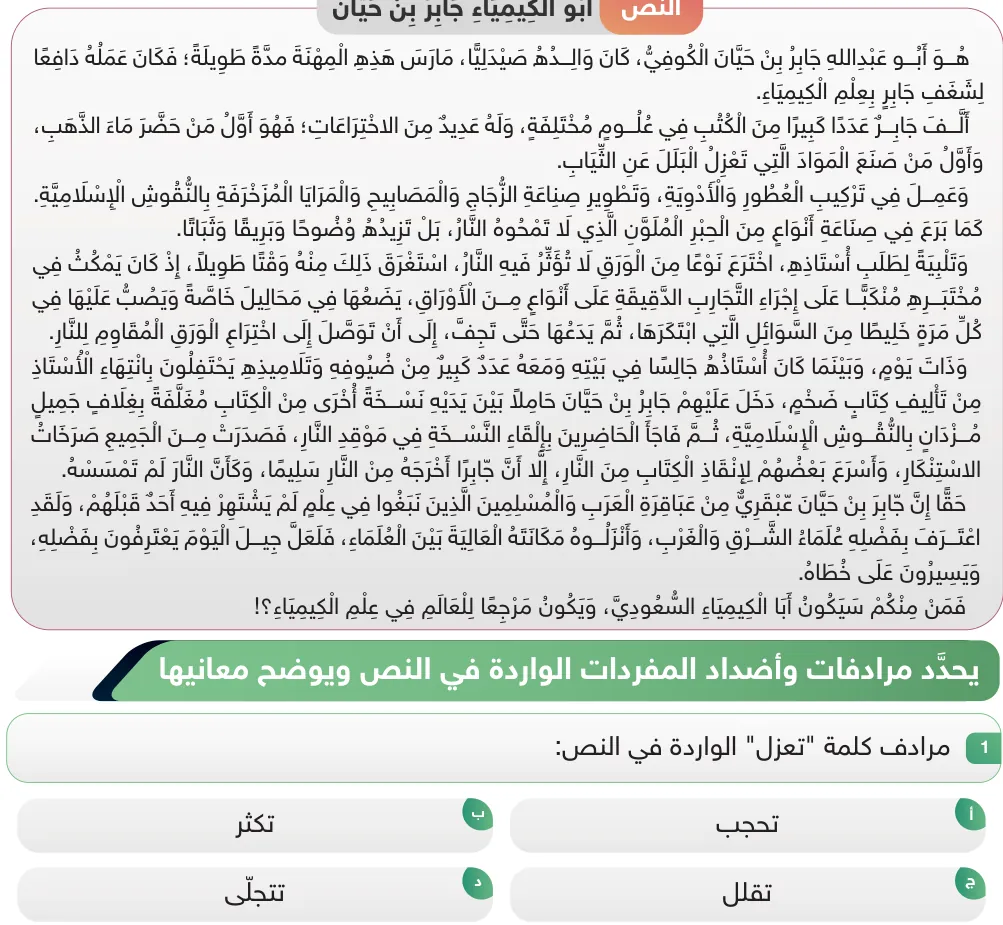 النص أبو الكيمياء جابر بن حيان
هُـوَ أَبُـو عَبْدِاللهِ جَابِرُ بِنْ حَيَّانَ الْكُوفِيُّ، كَانَ وَالِـدُهُ صَيْدَلِيًّا، مَارَسَ هَذِهِ الْمِهْنَةَ مدَّةً طَوِيلَةً؛ فَكَانَ عَمَلُهُ دَافِعًا
لِشَغَفِ جَابِرٍ بِعِلْمِ الْكِيمِيَاءِ.
أَلَّـفَ جَابِـرٌ عَدَدًا كَبِيرًا مِنَ الْكُتُبِ فِي عُلُـومٍ مُخْتَلِفَةٍ، وَلَهُ عَدِيدٌ مِنَ الاخْتِرَاعَاتِ؛ فَهُوَ أَوَّلُ مَنْ حَضَّرَ مَاءَ الذَّهَبِ،
وَأَوَّلُ مَنْ صَنَعَ الْمَوَادَ الَّتِي تَعْزِلُ الْبَلَلَ عَنِ الثِّيَابِ.
وَعَمِـلَ فِي تَرْكِيبِ الْعُطُورِ وَالْأَدْوِيَةِ، وَتَطْوِيرِ صِنَاعَةِ الزُّجَاجِ وَالْمَصَابِيحِ وَالْمَرَايَا الْمُزَخْرَفَةِ بِالنُّقُوشِ الْإِسْلَامِيَّةِ.
كَمَا بَرَعَ فِي صِنَاعَةِ أَنْوَاعٍ مِنَ الْحِبْرِ الْمُلَوَّنِ الَّذِي لَا تَمْحُوهُ النَّارُ، بَلْ تَزِيدُهُ وُضُوحًا وَبَرِيقًا وَثَبَاتًا.
وَتَلْبِيَةً لِطَلَبِ أُسْتَاذِهِ، اخْتَرَعَ نَوْعًا مِنَ الْوَرَقِ لَا تُؤَثِّرُ فَيهِ النَّارُ، اسْتَغْرَقَ ذَلِكَ مِنْهُ وَقْتًا طَوِيلاً، إِذْ كَانَ يَمْكُثُ فِي
مُخْتَبَـرِهِ مُنْكَبًّـا عَلَى إِجْرَاءِ التَّجَارِبِ الدَّقِيقَةِ عَلَى أَنْوَاعٍ مِـنَ الْأَوْرَاقِ، يَضَعُهَا فِي مَحَالِيلَ خَاصَّةً وَيَصُبُّ عَلَيْهَا فِي
كُلِّ مَرَةٍ خَلِيطًا مِنَ السَّوَائِلِ الَّتِي ابْتَكَرَهَا، ثُمَّ يَدَعُهَا حَتَّى تَجِفَّ، إِلَى أَنْ تَوَصَّلَ إِلَى اخْتِرَاعِ الْوَرَقِ الْمُقَاوِمِ لِلنَّارِ.
وَذَاتَ يَوْمٍ، وَبَيْنَمَا كَانَ أُسْتَاذُهُ جَالِسًا فِي بَيْتِهِ وَمَعَهُ عَدَدٌ كَبِيرٌ مِنْ ضُيُوفِهِ وَتَلَامِيذِهِ يَحْتَفِلُونَ بِانْتِهَاءِ الْأُسْتَاذِ
مِنْ تَأْلِيفِ كِتَابٍ ضَخْمٍ، دَخَلَ عَلَيْهِمْ جَابِرُ بِنْ حَيَّانَ حَامِلاً بَيْنَ يَدَيْهِ نَسْـخَةً أُخْرَى مِنْ الْكِتَابِ مُغَلَّفَةً بِغِلَافٍ جَمِيلٍ
مُـزْدَانٍ بِالنُّقُـوشِ الْإِسْلَامِيَّةِ، ثُـمَّ فَاجَأَ الْحَاضِرِينَ بِإِلْقَاءِ النَّسْـخَةِ فِي مَوْقِدِ النَّارِ، فَصَدَرَتْ مِـنَ الْجَمِيعِ صَرَخَاتُ
الاسْتِنْكَارِ، وَأَسْرَعَ بَعْضُهُمْ لِإِنْقَاذِ الْكِتَابِ مِنَ النَّارِ، إِلَّا أَنَّ جّابِرًا أَخْرَجَهُ مِنْ النَّارِ سَلِيمًا، وَكَأَنَّ النَّارَ لَمْ تَمْسَسْهُ.
حَقًّا إِنَّ جّابِرَ بِنْ حَيَّانَ عّبْقَرِيٌّ مِنْ عَبَاقِرَةِ الْعَرَبِ وَالْمُسْلِمِينَ الَّذِينَ نَبَغُوا فِي عِلْمٍ لَمْ يَشْتَهِرْ فِيهِ أَحَدٌ قَبْلَهُمْ، وَلَقَدِ
اعْتَـرَفَ بِفَضْلِهِ عُلَمَاءُ الشَّـرْقِ وَالْغَرْبِ، وَأَنْزَلُـوهُ مَكَانَتَهُ الْعَالِيَةَ بَيْنَ الْعُلَمَاءِ، فَلَعَلَّ جِيـلَ الْيَوْمَ يَعْتَرِفُونَ بِفَضْلِهِ،
وَيَسِيرُونَ عَلَى خُطَاهُ.
فَمَنْ مِنْكُمْ سَيَكُونُ أَبَا الْكِيمِيَاءِ السُّعُودِيَّ، وَيَكُونُ مَرْجِعًا لِلْعَالَمِ فِي عِلْمِ الْكِيمِيَاءِ؟!
يحدَّد مرادفات وأضداد المفردات الواردة في النص ويوضح معانيها
1 مرادف كلمة "تعزل" الواردة في النص:
أ تحجب
ب تكثر
ج تقلل
د تتجلّى